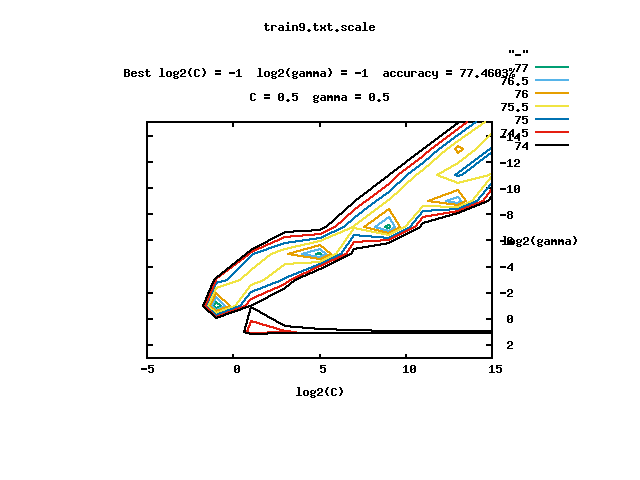 train9.txt.scale
"-"
Best log2(C) = -1  log2(gamma) = -1  accuracy = 77.4603%
C = 0.5  gamma = 0.5
77
76.5
76
75.5
75
74.5
74
-14
-12
-10
-8
-6
log2(gamma)
-4
-2
0
2
-5 0 5 10 15
log2(C)